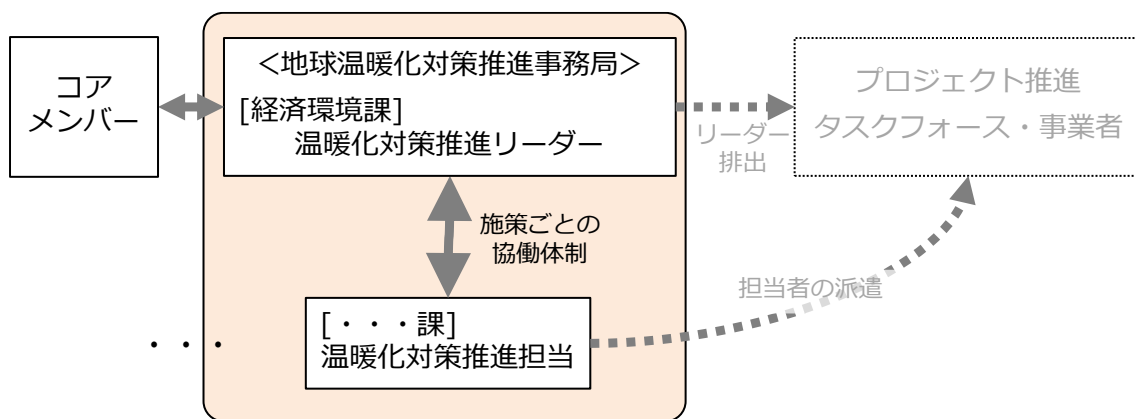 コア
メンバー
＜地球温暖化対策推進事務局＞
[経済環境課]
温暖化対策推進リーダー
リーダー
排出
プロジェクト推進
タスクフォース・事業者
施策ごとの
協働体制
担当者の派遣
・・・
[・・・課]
温暖化対策推進担当